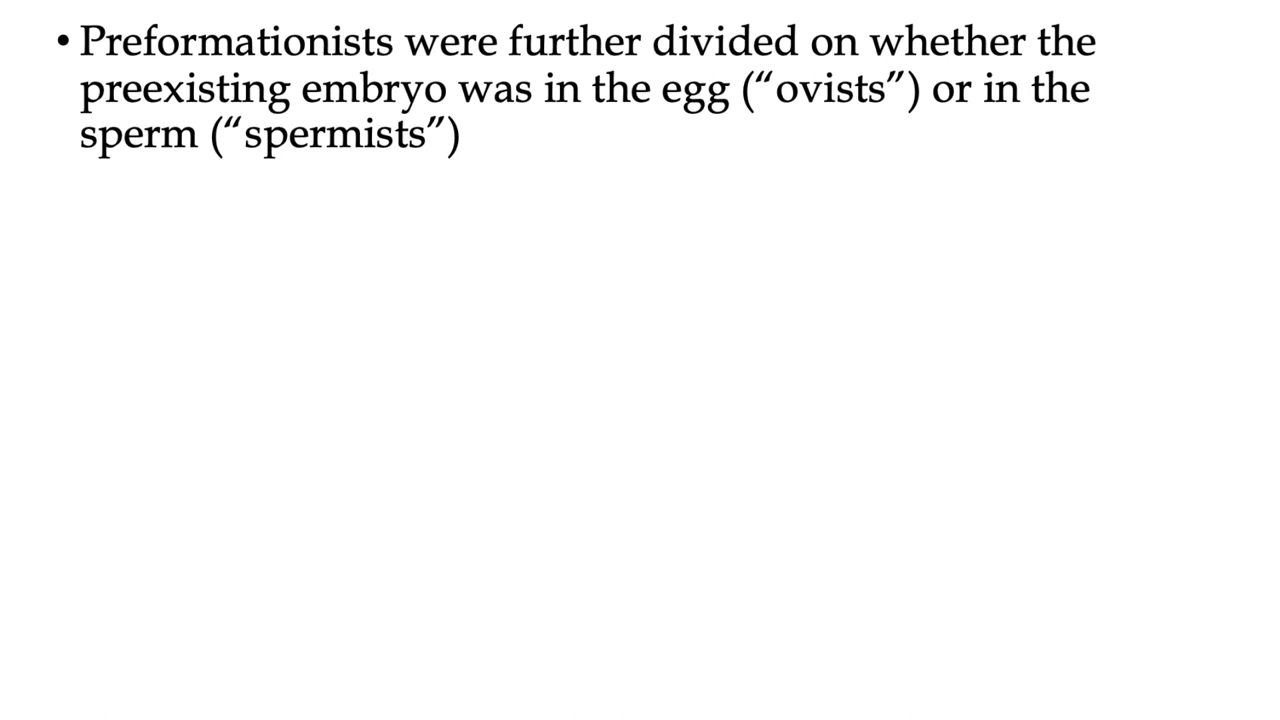 • Preformationists were further divided on whether the
preexisting embryo was in the egg (“ovists”) or in the
sperm (“spermists”)